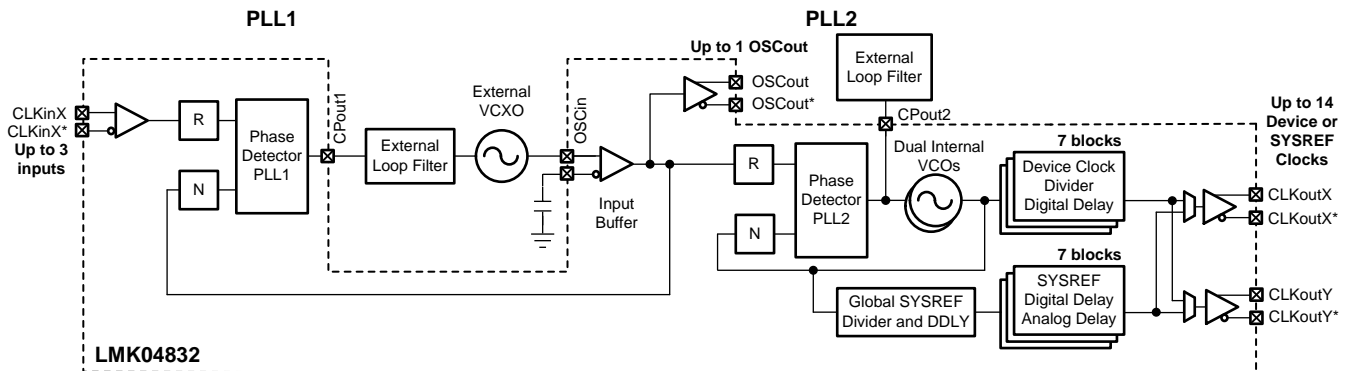 PLL1
PLL2
Up to 1 OSCout
CLKinX
CLKinX*
Up to 3
inputs
R
N
Phase
Detector
PLL1
CPout1
External
Loop Filter
External
VCXO
OSCin
Input
Buffer
OSCout
OSCout*
External
Loop Filter
CPout2
R
N
Phase
Detector
PLL2
Dual Internal
VCOs
7 blocks
Device Clock
Divider
Digital Delay
Up to 14
Device or
SYSREF
Clocks
CLKoutX
CLKoutX*
Global SYSREF
Divider and DDLY
7 blocks
SYSREF
Digital Delay
Analog Delay
CLKoutY
CLKoutY*
LMK04832